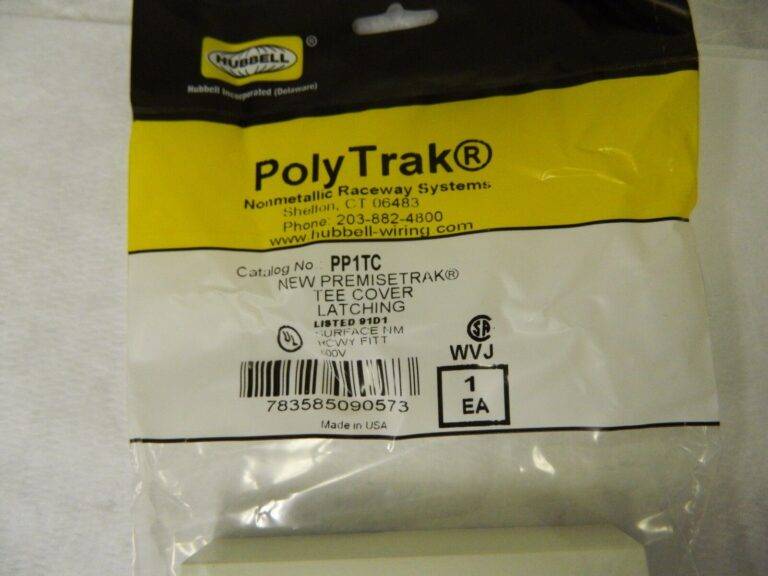 HUBBELL ®
Hubbell Incorporated (Delaware)
PolyTrak®
Nonmetallic Raceway Systems
Shelton, CT 06483
Phone: 203-882-4800
www.hubbell-wiring.com
Catalog No.: PP1TC
NEW PREMISETRAK®
TEE COVER
LATCHING
LISTED 91D1
UL
SURFACE NM
RCWY FITT
SA
WVJ
1
EA
783585090573
Made in USA